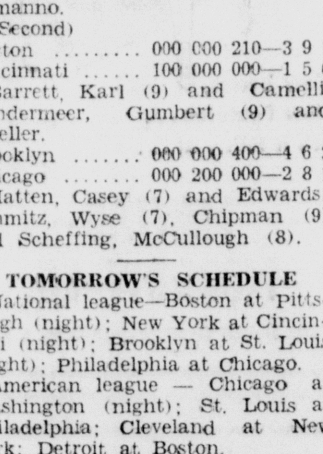 manno.
Second)
ton ......... 000 000 210—3 9
cinnati ...... 100 000 000—1 5
arrett, Karl (9) and Camelli
ndermeer, Gumbert (9) and
eller.
ooklyn ....... 000 000 400—4 6
icago ........ 000 200 000—2 8
atten, Casey (7) and Edwards
mitz, Wyse (7), Chipman (9
l Scheffing, McCullough (8).
TOMORROW'S SCHEDULE
National league—Boston at Pitts
gh (night); New York at Cincin-
i (night); Brooklyn at St. Loui
ght); Philadelphia at Chicago.
American league — Chicago a
shington (night); St. Louis a
iladelphia; Cleveland at New
rk; Detroit at Boston.